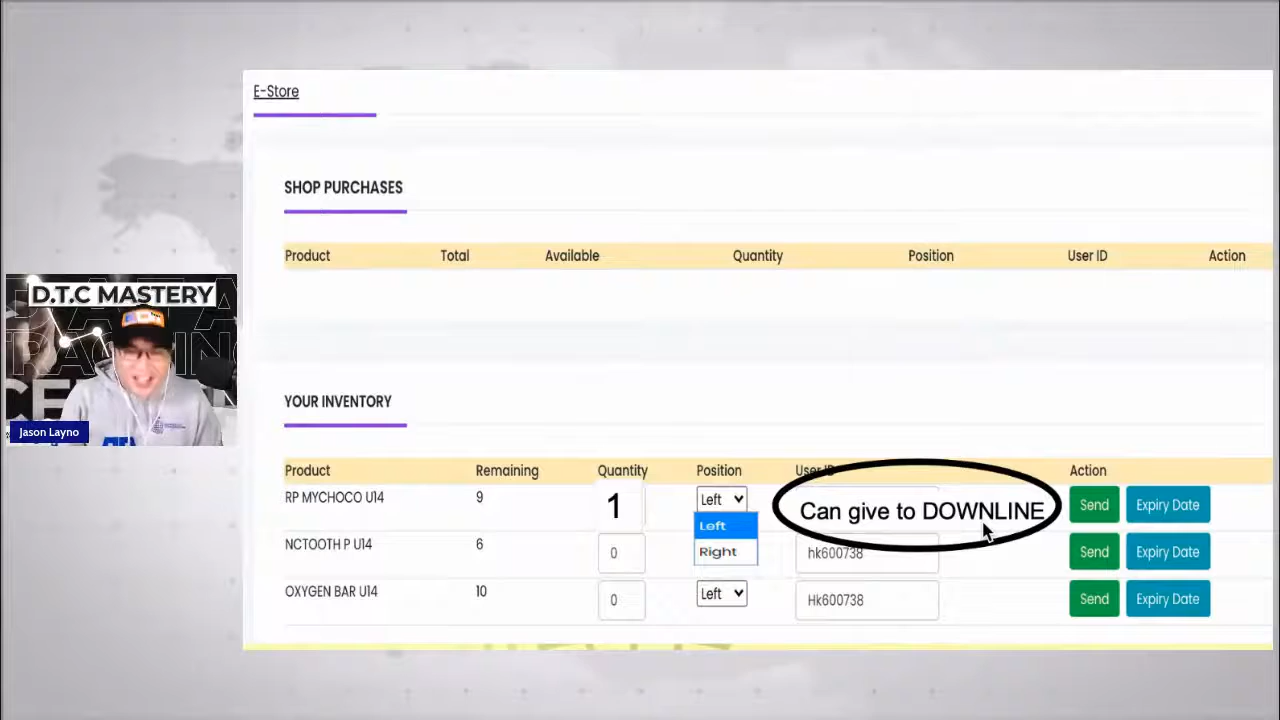 E-Store
SHOP PURCHASES
Product Total Available Quantity Position User ID Action
D.T.C MASTERY
Jason Layno
YOUR INVENTORY
Product Remaining Quantity Position User ID Action
RP MYCHOCO U14 9 1 Left Can give to DOWNLINE Send Expiry Date
Left
Right
NCTOOTH P U14 6 0 hk600738 Send Expiry Date
OXYGEN BAR U14 10 0 Left Hk600738 Send Expiry Date